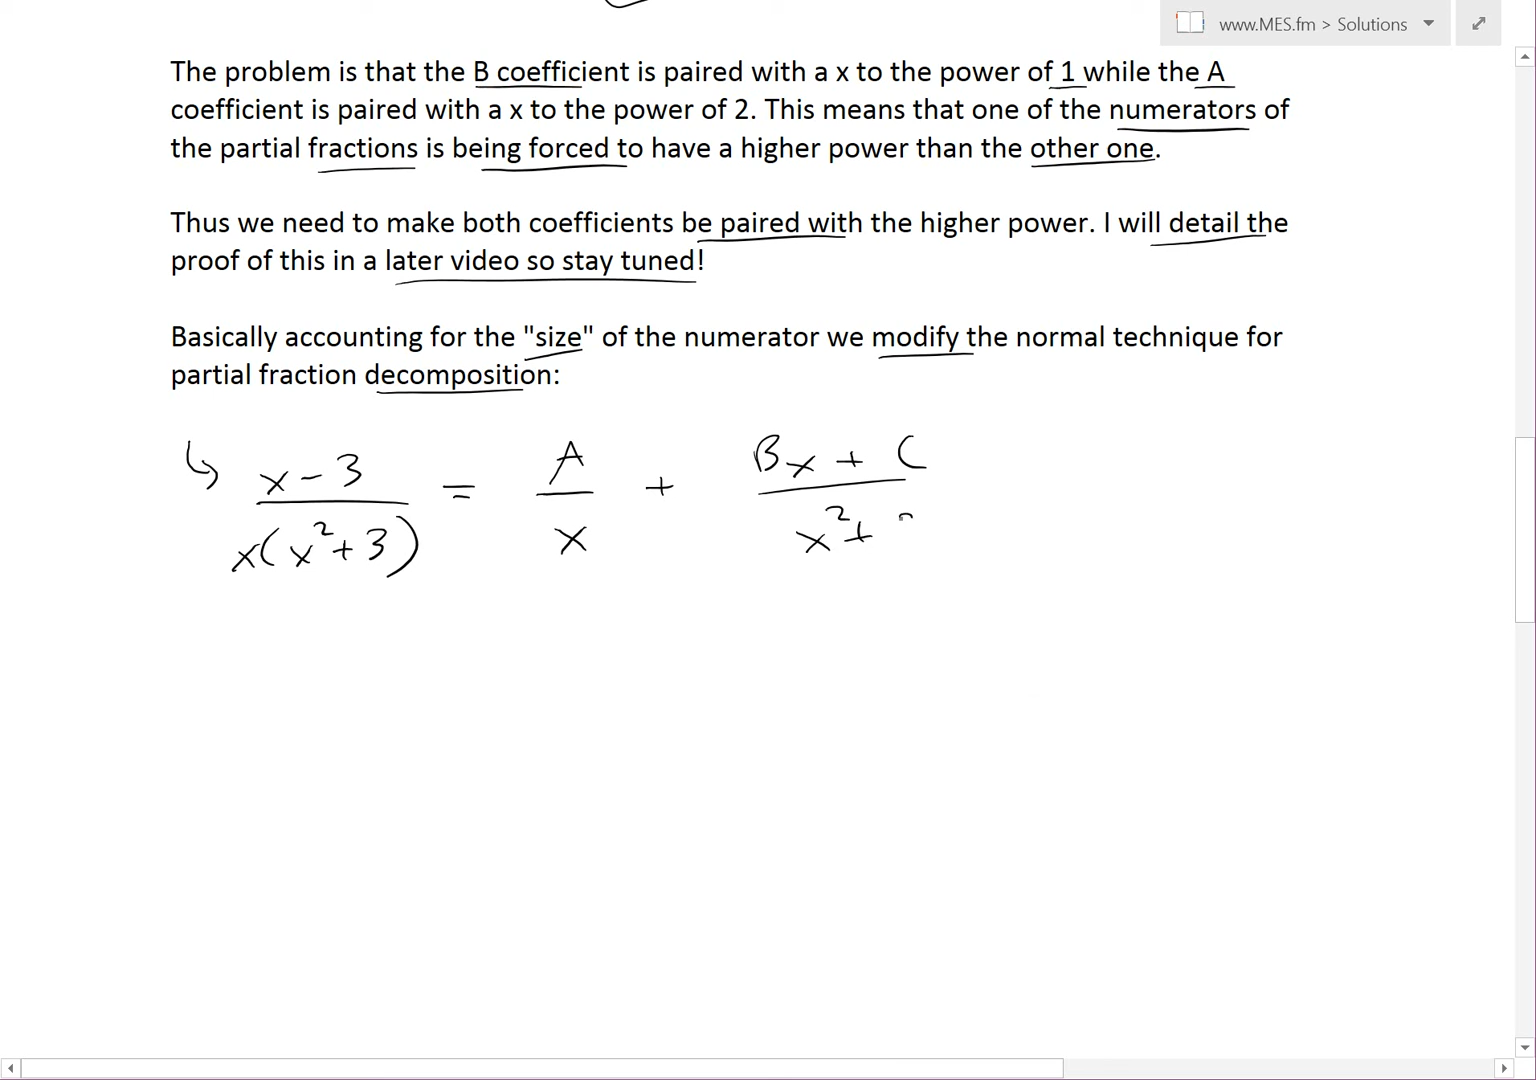 www.MES.fm > Solutions
The problem is that the B coefficient is paired with a x to the power of 1 while the A
coefficient is paired with a x to the power of 2. This means that one of the numerators of
the partial fractions is being forced to have a higher power than the other one.
Thus we need to make both coefficients be paired with the higher power. I will detail the
proof of this in a later video so stay tuned!
Basically accounting for the "size" of the numerator we modify the normal technique for
partial fraction decomposition:
x - 3 A Bx + C
= +
x(x² + 3) x x² +